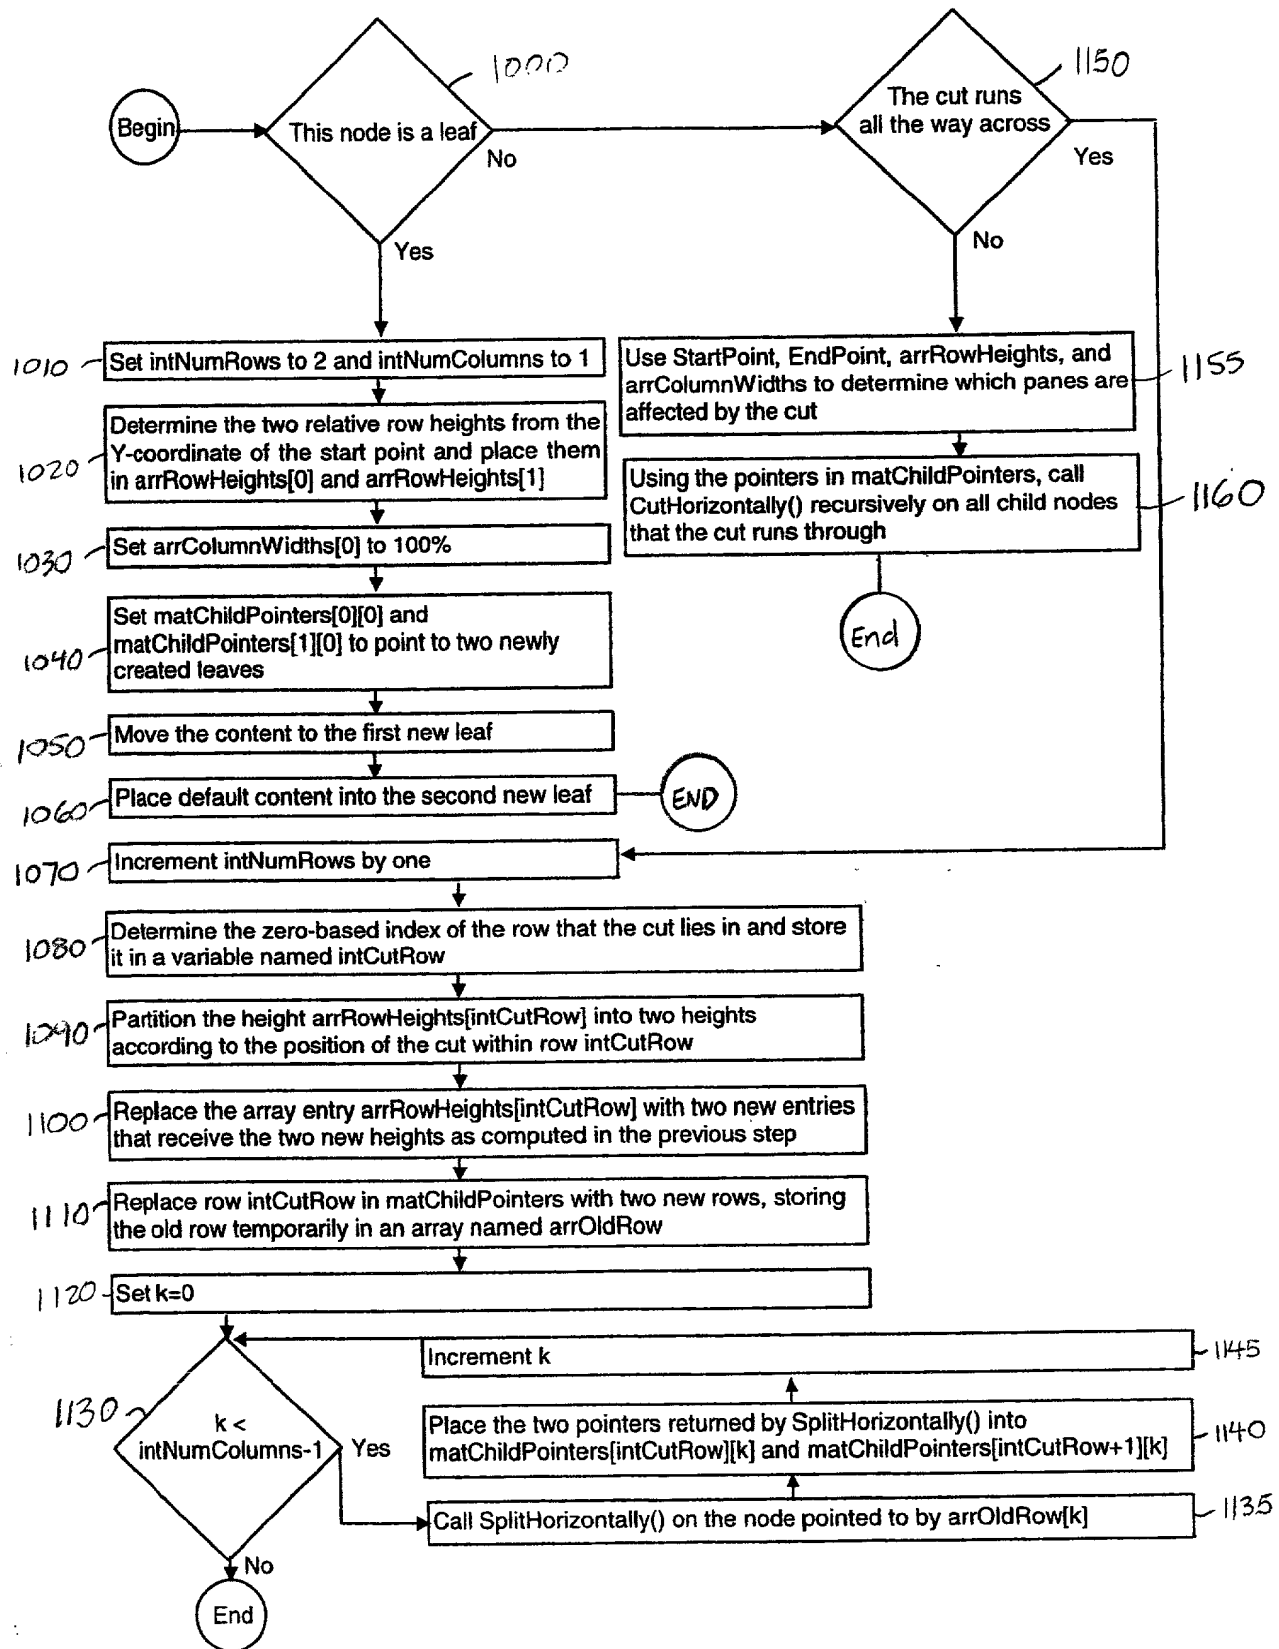 1000
1150
Begin
This node is a leaf
No
Yes
The cut runs
all the way across
Yes
No
1010
Set intNumRows to 2 and intNumColumns to 1
Use StartPoint, EndPoint, arrRowHeights, and
arrColumnWidths to determine which panes are
affected by the cut
1155
1020
Determine the two relative row heights from the
Y-coordinate of the start point and place them
in arrRowHeights[0] and arrRowHeights[1]
Using the pointers in matChildPointers, call
CutHorizontally() recursively on all child nodes
that the cut runs through
1160
1030
Set arrColumnWidths[0] to 100%
End
1040
Set matChildPointers[0][0] and
matChildPointers[1][0] to point to two newly
created leaves
1050
Move the content to the first new leaf
1060
Place default content into the second new leaf
END
1070
Increment intNumRows by one
1080
Determine the zero-based index of the row that the cut lies in and store
it in a variable named intCutRow
1090
Partition the height arrRowHeights[intCutRow] into two heights
according to the position of the cut within row intCutRow
1100
Replace the array entry arrRowHeights[intCutRow] with two new entries
that receive the two new heights as computed in the previous step
1110
Replace row intCutRow in matChildPointers with two new rows, storing
the old row temporarily in an array named arrOldRow
1120
Set k=0
Increment k
1145
1130
k <
intNumColumns-1
Yes
No
Place the two pointers returned by SplitHorizontally() into
matChildPointers[intCutRow][k] and matChildPointers[intCutRow+1][k]
1140
Call SplitHorizontally() on the node pointed to by arrOldRow[k]
1135
End